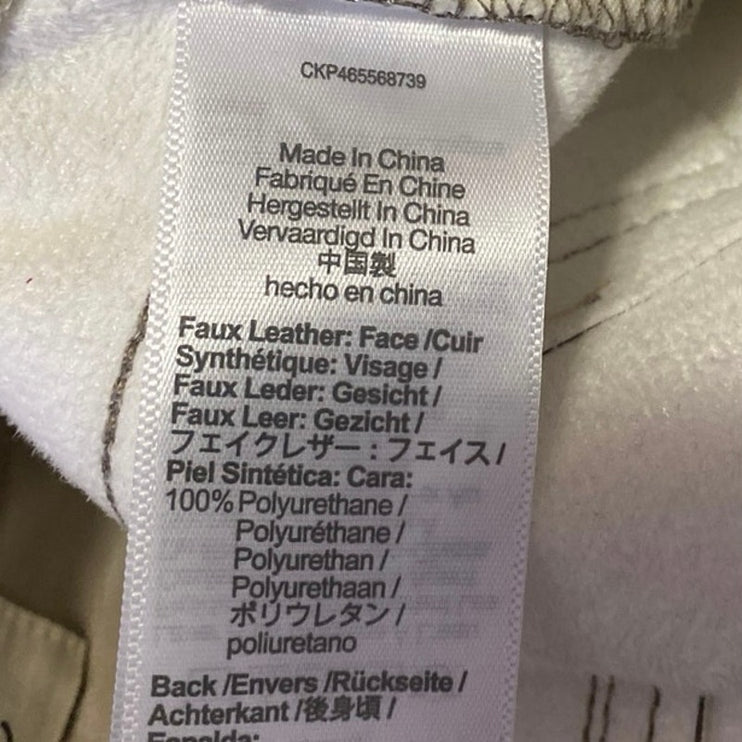 CKP465568739
Made In China
Fabriqué En Chine
Hergestellt In China
Vervaardigd In China
中国製
hecho en china
Faux Leather: Face /Cuir
Synthétique: Visage /
Faux Leder: Gesicht /
Faux Leer: Gezicht /
フェイクレザー : フェイス /
Piel Sintética: Cara:
100% Polyurethane /
Polyuréthane /
Polyurethan /
Polyurethaan /
ポリウレタン /
poliuretano
Back /Envers /Rückseite /
Achterkant /後身頃 /
Espalda: